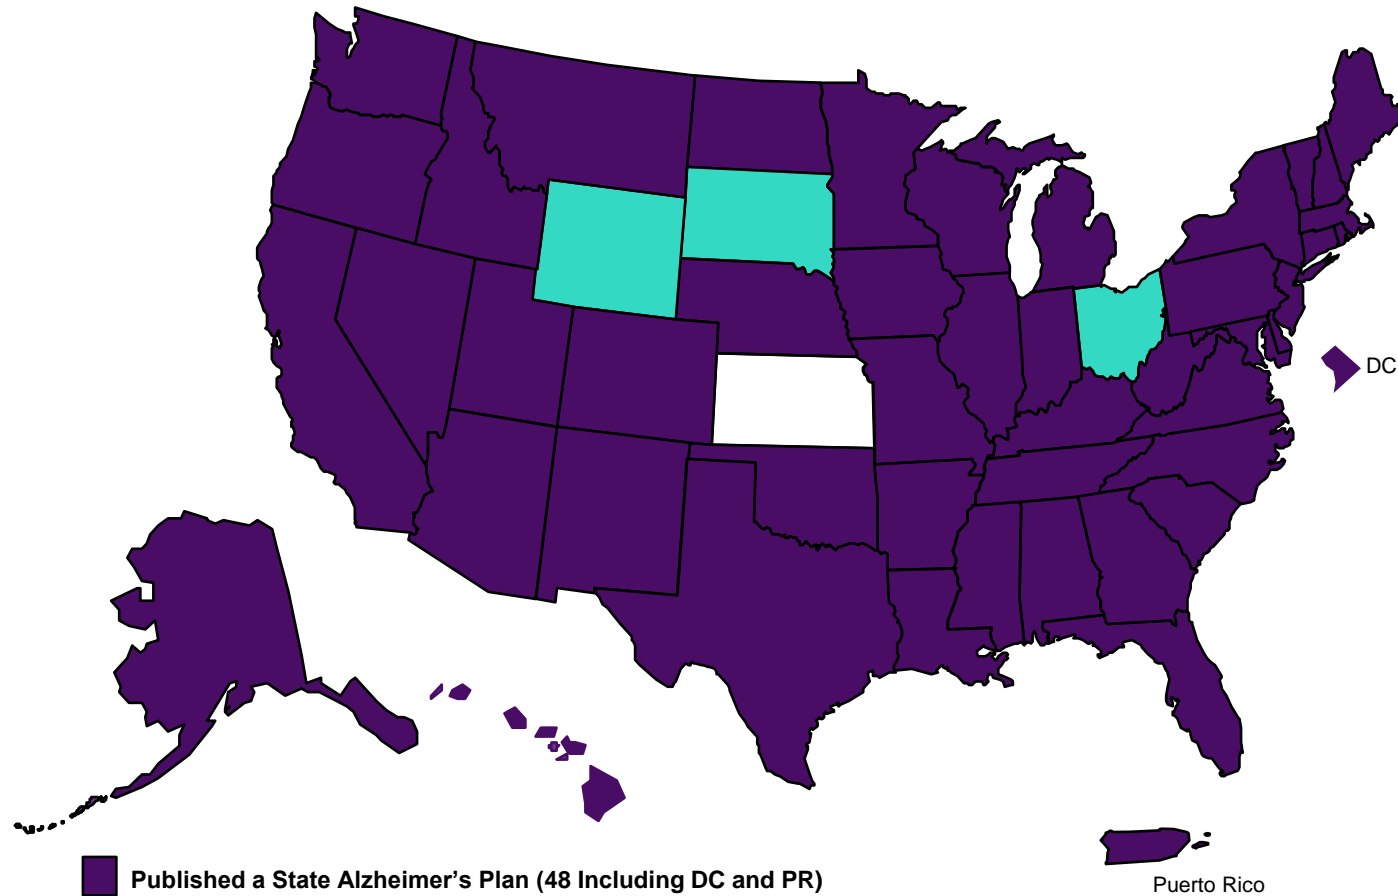 DC
Published a State Alzheimer’s Plan (48 Including DC and PR)
Puerto Rico